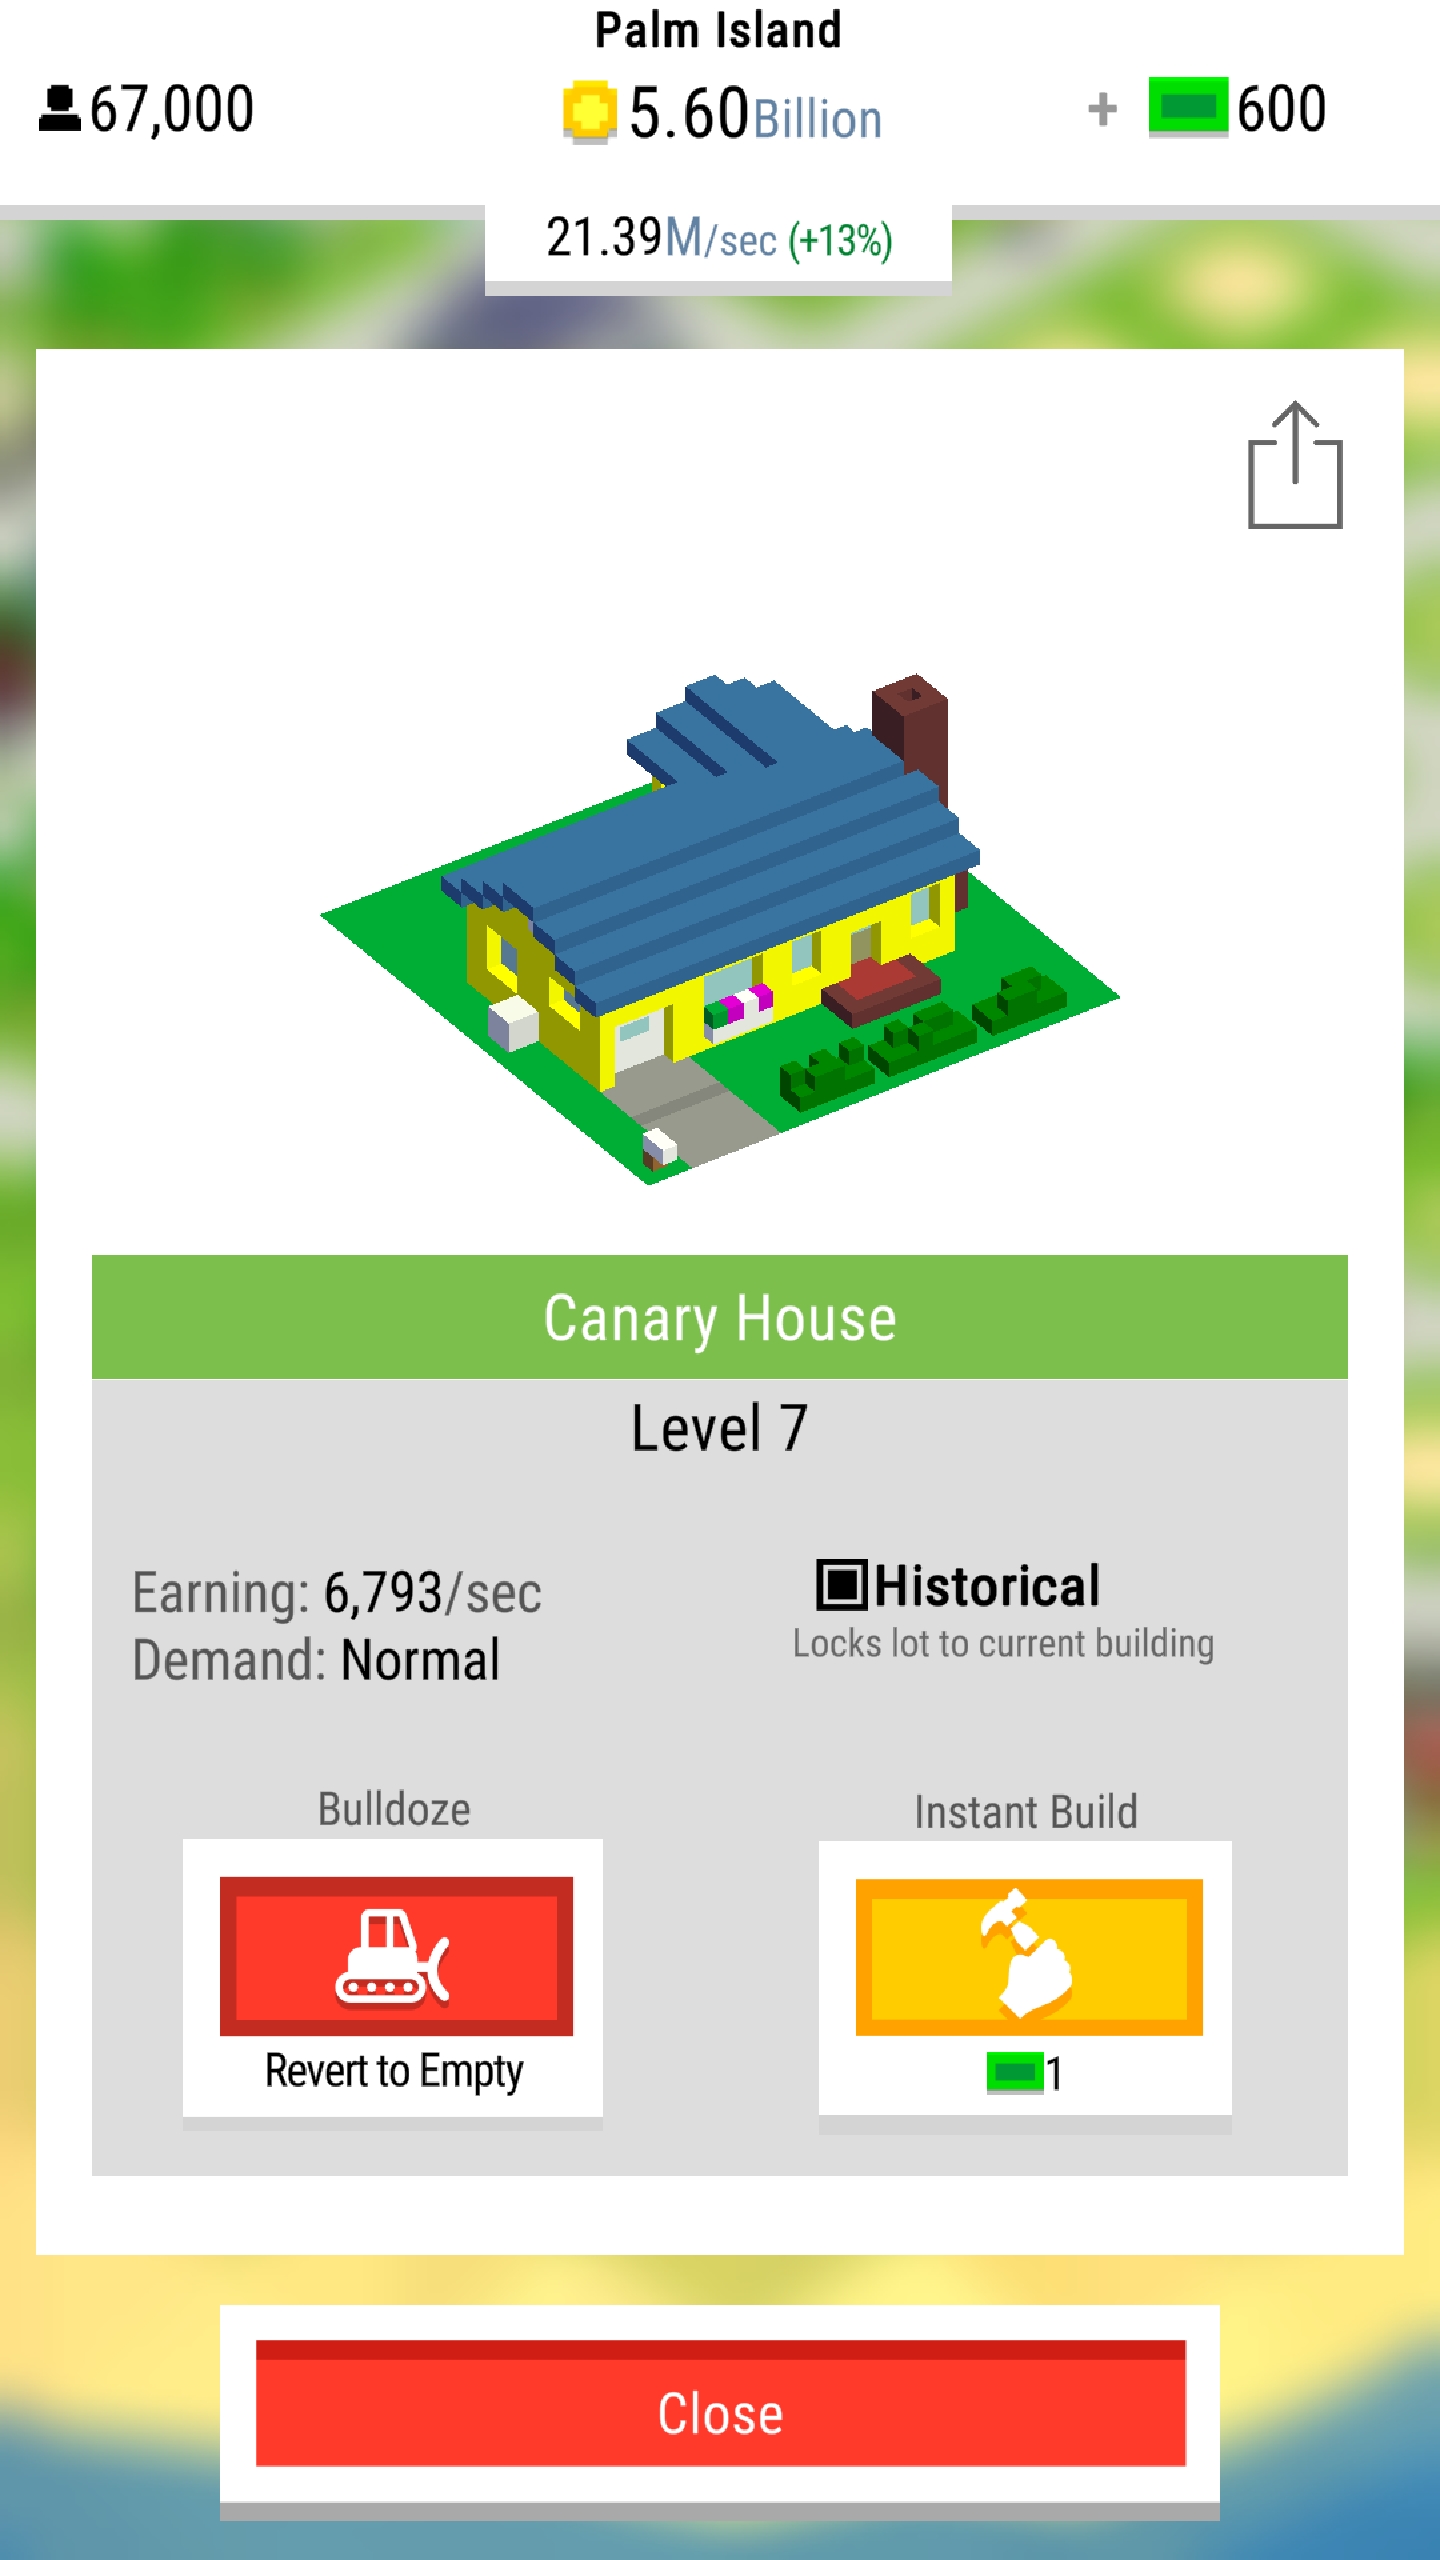 Palm Island
67,000
5.60Billion
+ 600
21.39M/sec (+13%)
Canary House
Level 7
Earning: 6,793/sec
Demand: Normal
Historical
Locks lot to current building
Bulldoze
Revert to Empty
Instant Build
1
Close